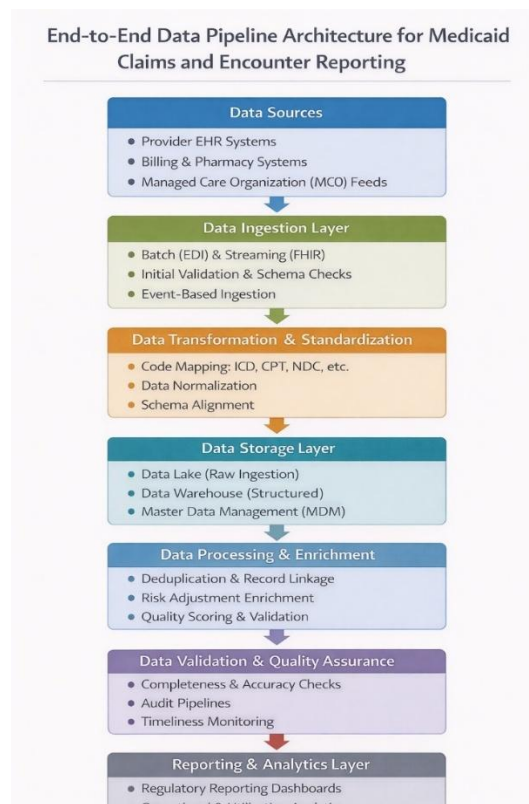 End-to-End Data Pipeline Architecture for Medicaid
Claims and Encounter Reporting
Data Sources
• Provider EHR Systems
• Billing & Pharmacy Systems
• Managed Care Organization (MCO) Feeds
Data Ingestion Layer
• Batch (EDI) & Streaming (FHIR)
• Initial Validation & Schema Checks
• Event-Based Ingestion
Data Transformation & Standardization
• Code Mapping: ICD, CPT, NDC, etc.
• Data Normalization
• Schema Alignment
Data Storage Layer
• Data Lake (Raw Ingestion)
• Data Warehouse (Structured)
• Master Data Management (MDM)
Data Processing & Enrichment
• Deduplication & Record Linkage
• Risk Adjustment Enrichment
• Quality Scoring & Validation
Data Validation & Quality Assurance
• Completeness & Accuracy Checks
• Audit Pipelines
• Timeliness Monitoring
Reporting & Analytics Layer
• Regulatory Reporting Dashboards